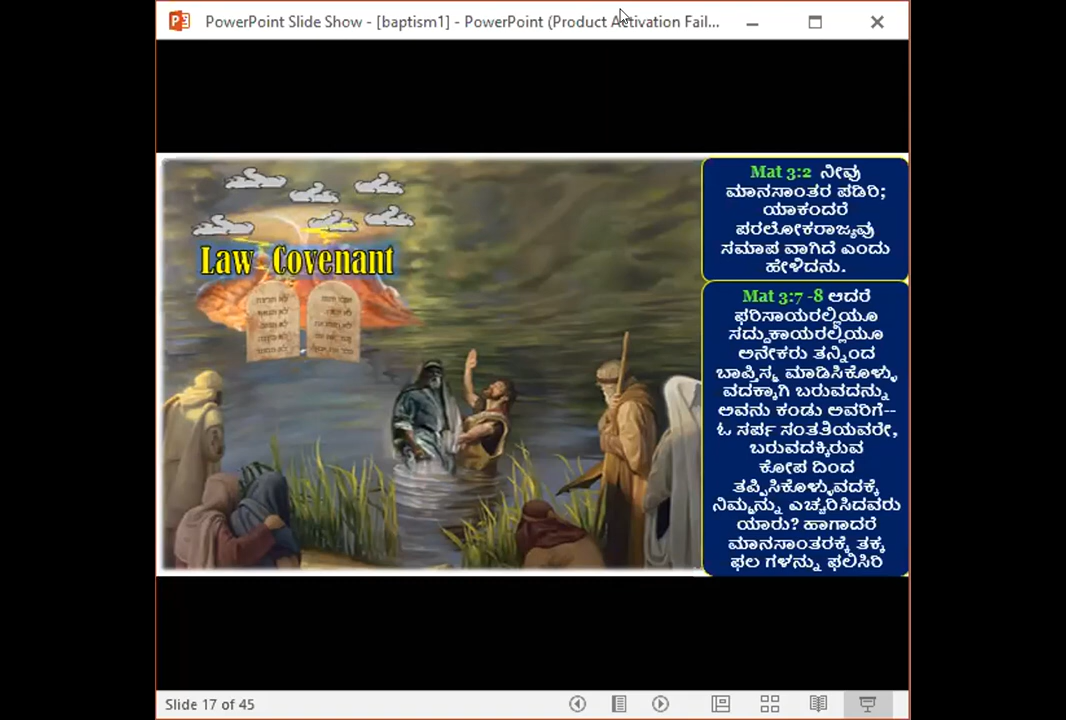 PowerPoint Slide Show - [baptism1] - PowerPoint (Product Activation Fail...
Law Covenant
Mat 3:2 ನೀವು
ಮಾನಸಾಂತರ ಪಡಿರಿ;
ಯಾಕಂದರೆ
ಪರಲೋಕರಾಜ್ಯವು
ಸಮಾಪ ವಾಗಿದೆ ಎಂದು
ಹೇಳಿದನು.
Mat 3:7 -8 ಆದರೆ
ಫರಿಸಾಯರಲ್ಲಿಯೂ
ಸದ್ದುಕಾಯರಲ್ಲಿಯೂ
ಅನೇಕರು ತನ್ನಿಂದ
ಬಾಪ್ತಿಸ್ಮ ಮಾಡಿಸಿಕೊಳ್ಳು
ವದಕ್ಕಾಗಿ ಬರುವದನ್ನು
ಅವನು ಕಂಡು ಅವರಿಗೆ--
ಓ ಸರ್ಪ ಸಂತತಿಯವರೇ,
ಬರುವದಕ್ಕಿರುವ
ಕೋಪ ದಿಂದ
ತಪ್ಪಿಸಿಕೊಳ್ಳುವದಕ್ಕೆ
ನಿಮ್ಮನ್ನು ಎಚ್ಚರಿಸಿದವರು
ಯಾರು? ಹಾಗಾದರೆ
ಮಾನಸಾಂತರಕ್ಕೆ ತಕ್ಕ
ಫಲ ಗಳನ್ನು ಫಲಿಸಿರಿ
Slide 17 of 45